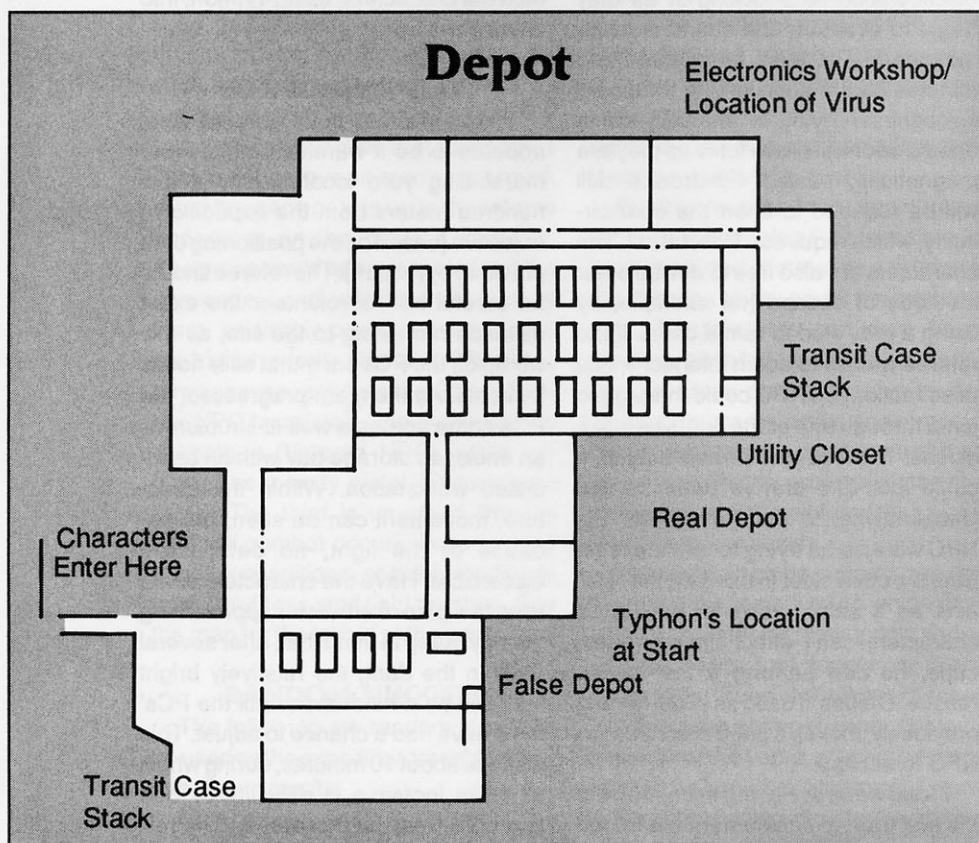 Depot
Electronics Workshop/
Location of Virus
Transit Case
Stack
Utility Closet
Real Depot
Characters
Enter Here
Typhon's Location
at Start
False Depot
Transit Case
Stack